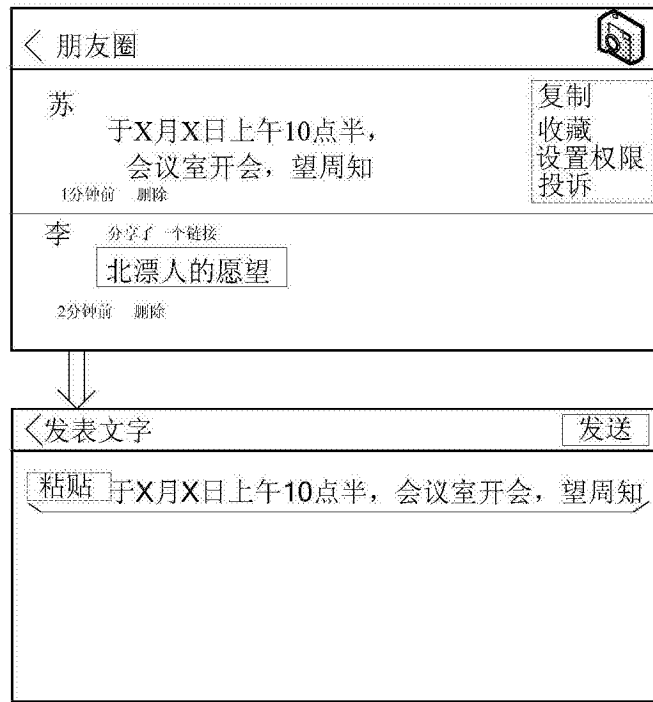 朋友圈
苏
于X月X日上午10点半，
会议室开会，望周知
1分钟前 删除
复制
收藏
设置权限
投诉
李 分享了一个链接
北漂人的愿望
2分钟前 删除
发表文字 发送
粘贴 于X月X日上午10点半，会议室开会，望周知